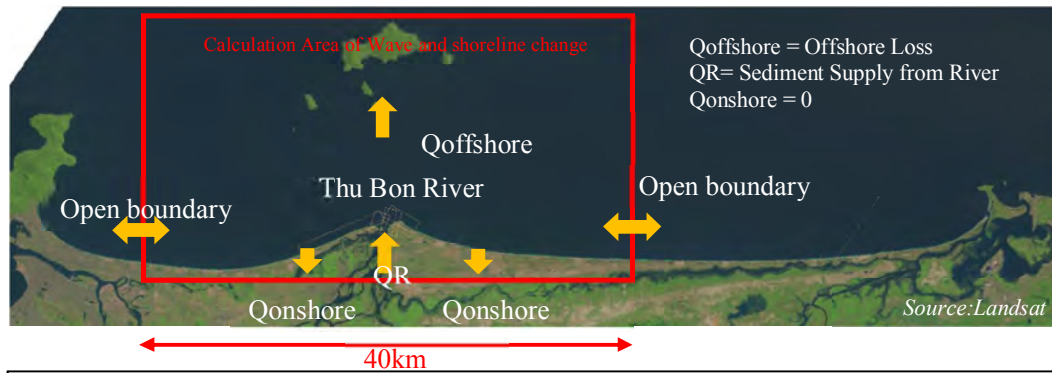 Calculation Area of Wave and shoreline change
Qoffshore = Offshore Loss
QR= Sediment Supply from River
Qonshore = 0
Qoffshore
Thu Bon River
Open boundary
Open boundary
QR
Qonshore
Qonshore
Source:Landsat
40km